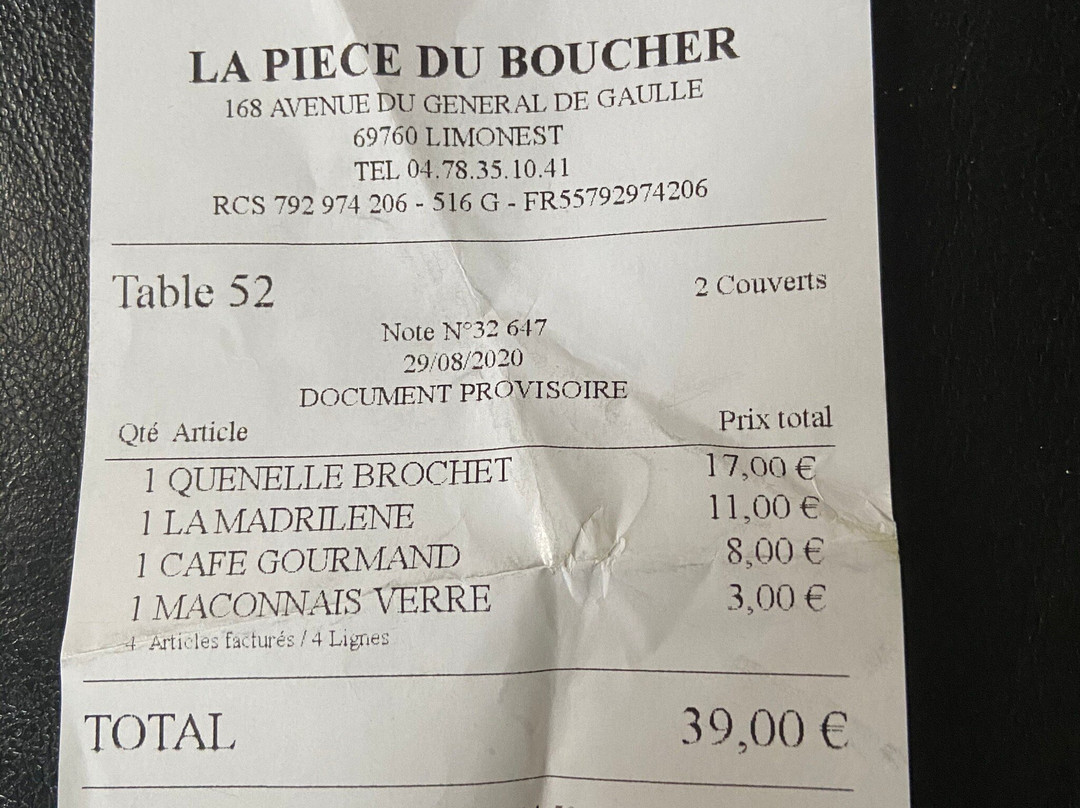 LA PIECE DU BOUCHER
168 AVENUE DU GENERAL DE GAULLE
69760 LIMONEST
TEL 04.78.35.10.41
RCS 792 974 206 - 516 G - FR55792974206
Table 52 2 Couverts
Note N°32 647
29/08/2020
DOCUMENT PROVISOIRE
Qté Article Prix total
1 QUENELLE BROCHET 17,00 €
1 LA MADRILENE 11,00 €
1 CAFE GOURMAND 8,00 €
1 MACONNAIS VERRE 3,00 €
4 Articles facturés / 4 Lignes
TOTAL 39,00 €